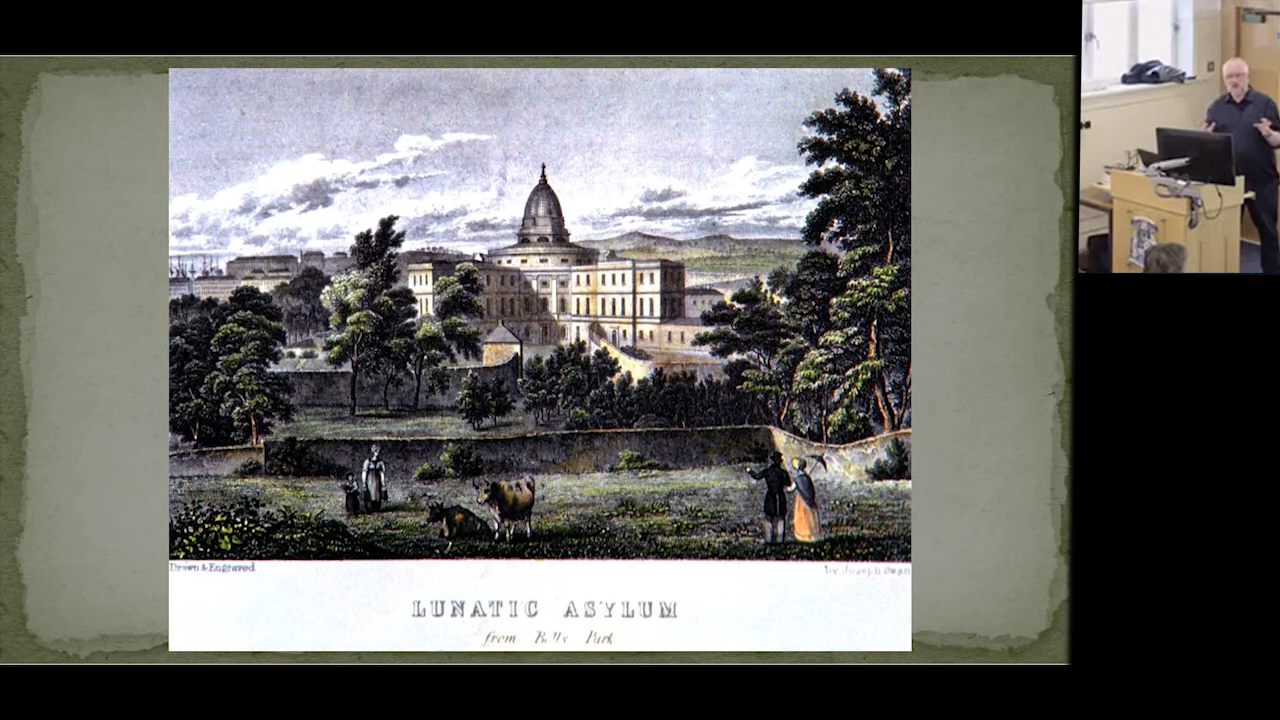 Drawn & Engraved
by Joseph Swan
LUNATIC ASYLUM
from Bell's Park